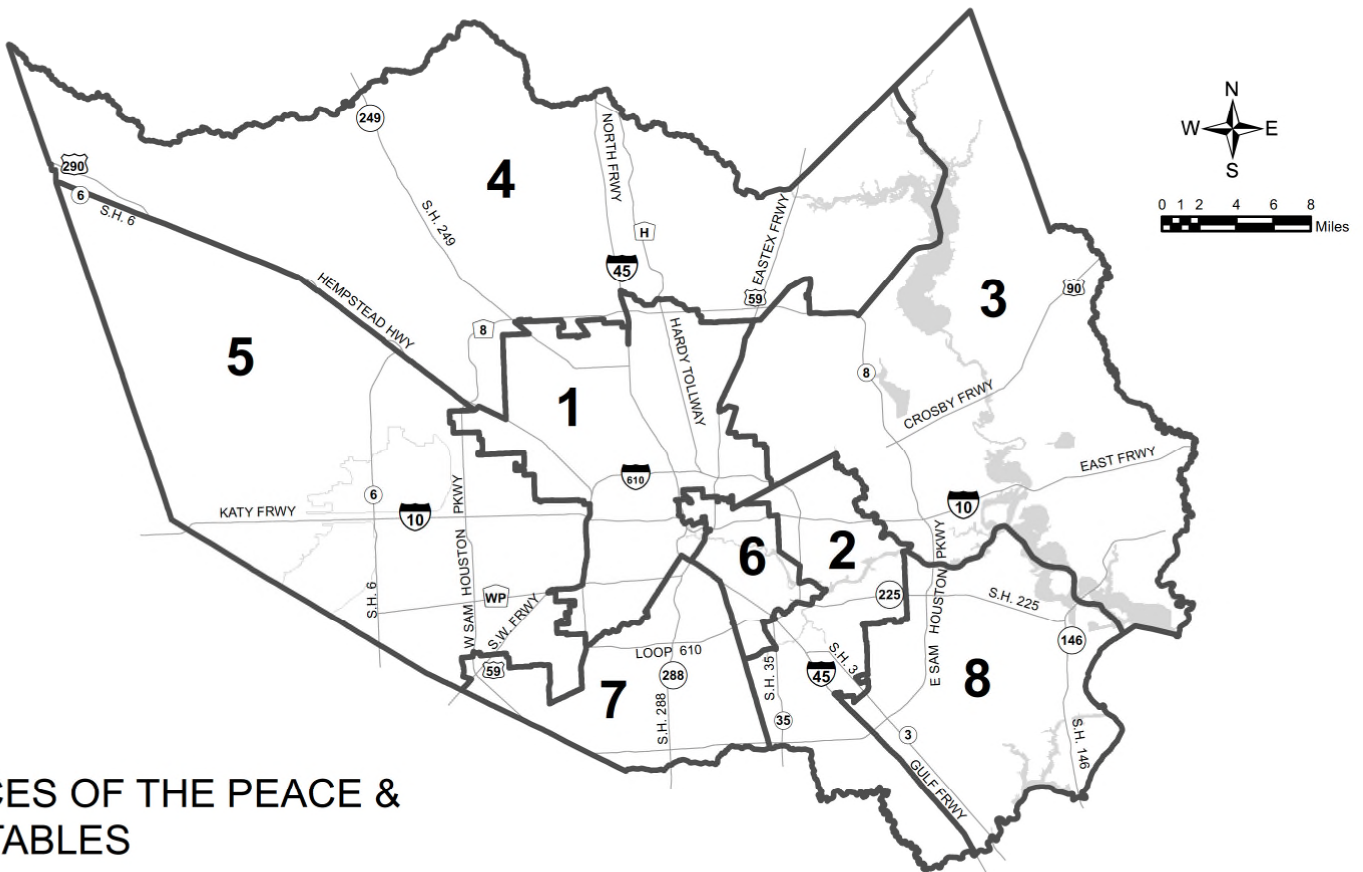 N
W E
S
0 1 2 4 6 8
Miles
249
NORTH FRWY
4
290
6
S.H. 6
S.H. 249
H
45
EASTEX FRWY
59
HEMPSTEAD HWY
3
90
5
8
HARDY TOLLWAY
1
8
CROSBY FRWY
EAST FRWY
610
6
KATY FRWY
10
W SAM HOUSTON PKWY
10
6
2
E SAM HOUSTON PKWY
S.H. 6
WP
S.W. FRWY
225
S.H. 225
146
59
LOOP 610
288
S.H. 35
S.H. 3
45
8
7
S.H. 288
35
3
S.H. 146
GULF FRWY
CES OF THE PEACE &
TABLES